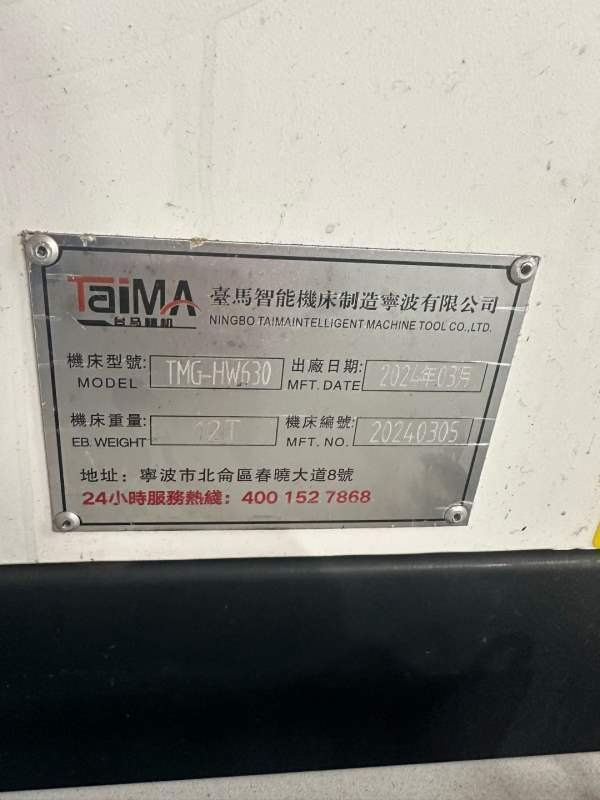 TaiMA
台马精机
臺馬智能機床制造寧波有限公司
NINGBO TAIMAINTELLIGENT MACHINE TOOL CO.,LTD.
機床型號: TMG-HW630 出廠日期: 2024年03月
MODEL MFT. DATE
機床重量: 12T 機床編號: 20240305
EB. WEIGHT MFT. NO.
地址: 寧波市北侖區春曉大道8號
24小時服務熱綫: 400 152 7868